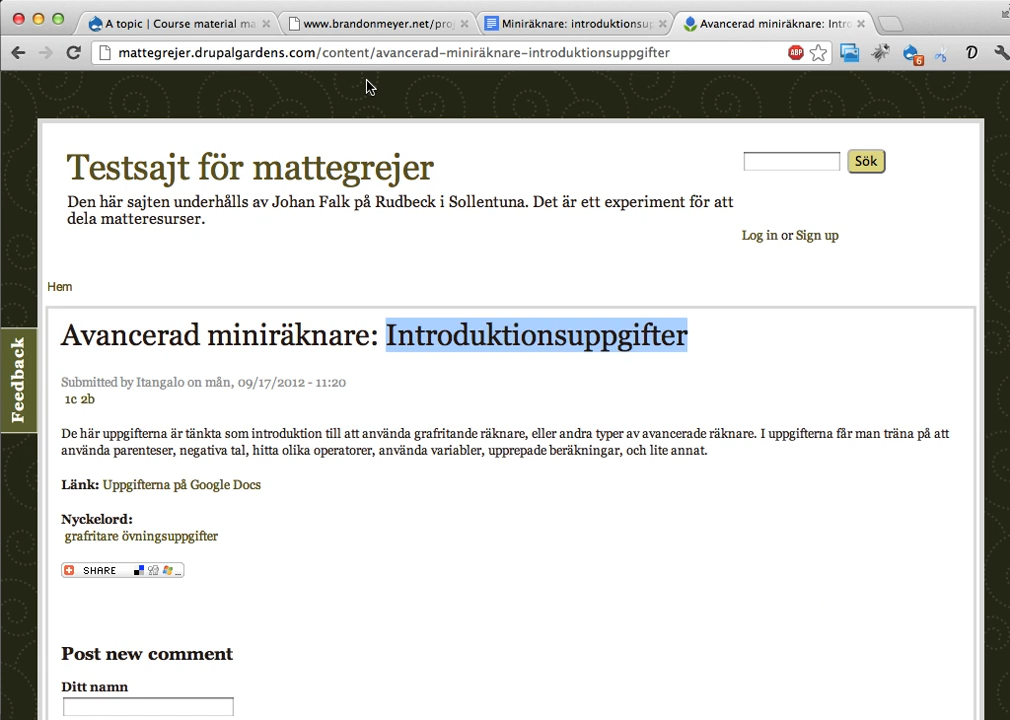 A topic | Course material ma
www.brandonmeyer.net/proj
Miniräknare: introduktionsup
Avancerad miniräknare: Intro
mattegrejer.drupalgardens.com/content/avancerad-miniräknare-introduktionsuppgifter
ABP
6
D
Testsajt för mattegrejer
Sök
Den här sajten underhålls av Johan Falk på Rudbeck i Sollentuna. Det är ett experiment för att
dela matteresurser.
Log in or Sign up
Hem
Avancerad miniräknare: Introduktionsuppgifter
Feedback
Submitted by Itangalo on mån, 09/17/2012 - 11:20
1c 2b
De här uppgifterna är tänkta som introduktion till att använda grafritande räknare, eller andra typer av avancerade räknare. I uppgifterna får man träna på att
använda parenteser, negativa tal, hitta olika operatorer, använda variabler, upprepade beräkningar, och lite annat.
Länk: Uppgifterna på Google Docs
Nyckelord:
grafritare övningsuppgifter
SHARE
Post new comment
Ditt namn